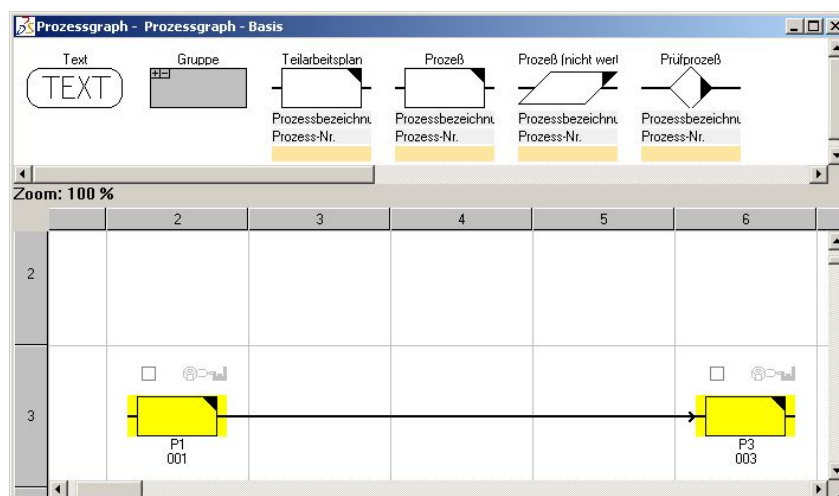 Prozessgraph - Prozessgraph - Basis
Text Gruppe Teilarbeitsplan Prozeß Prozeß (nicht werl Prüfprozeß
TEXT
Prozessbezeichnu Prozessbezeichnu Prozessbezeichnu Prozessbezeichnu
Prozess-Nr. Prozess-Nr. Prozess-Nr. Prozess-Nr.
Zoom: 100 %
2 3 4 5 6
2
3
P1 P3
001 003